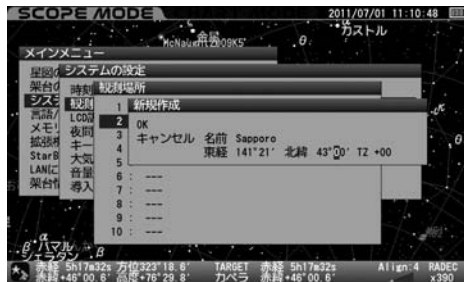 SCOPE MODE 2011/07/01 11:10:48
金星 カストル
McNaught2009K5
θ
メインメニュー
システムの設定
観測場所
新規作成
OK
キャンセル 名前 Sapporo
東経 141°21' 北緯 43°00' TZ +00
星図
架台
システ
言語/
メモリ
拡張
StarB
LANに
架台
時刻
観測
LCD
夜間
キー
大気
音量
導入
1
2
3
4
5
6 : ---
7 : ---
8 : ---
9 : ---
10 : ---
κ
θ
α
β ハマル
シェラタン β
赤経 5h17m32s 方位323°18.6' TARGET 赤経 5h17m32s Align:4 RADEC
赤緯+46°00.6' 高度+76°29.8' カペラ 赤緯+46°00.6' x390